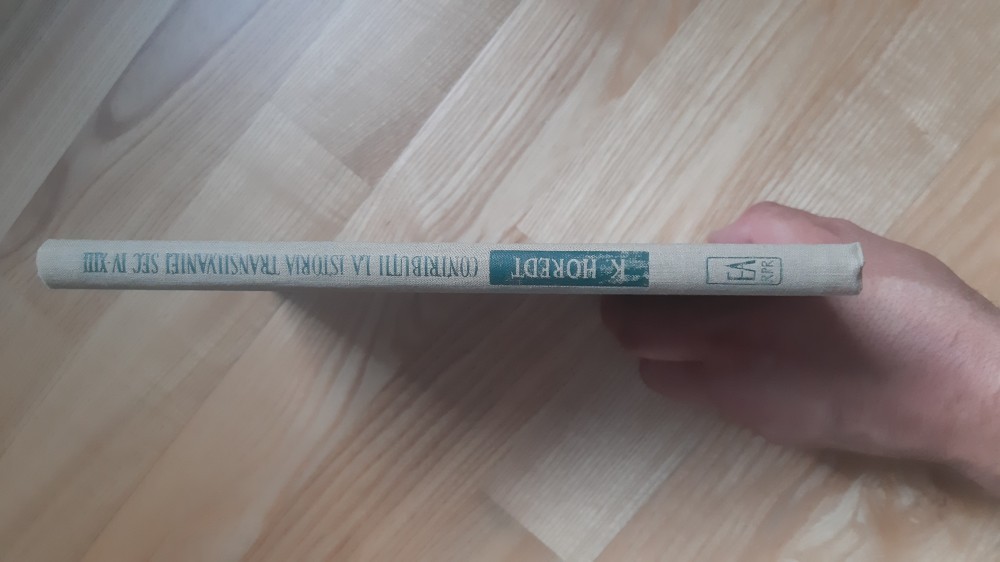 K. HOREDT
CONTRIBUȚII LA ISTORIA TRANSILVANIEI SEC. IV-XIII
EA
RPR